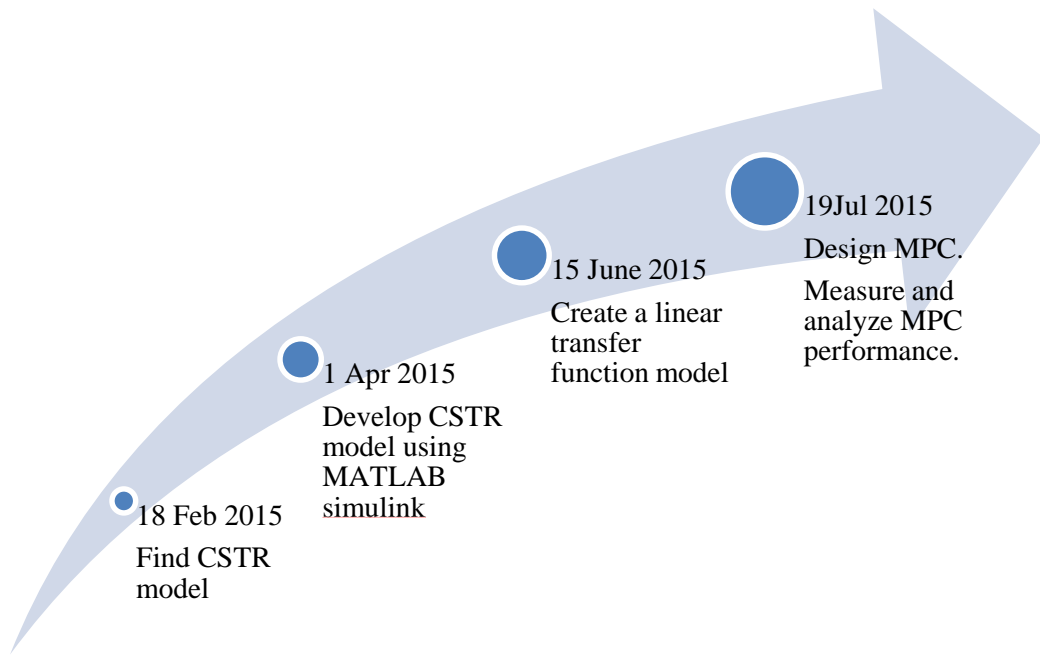 18 Feb 2015
Find CSTR
model
1 Apr 2015
Develop CSTR
model using
MATLAB
simulink
15 June 2015
Create a linear
transfer
function model
19Jul 2015
Design MPC.
Measure and
analyze MPC
performance.